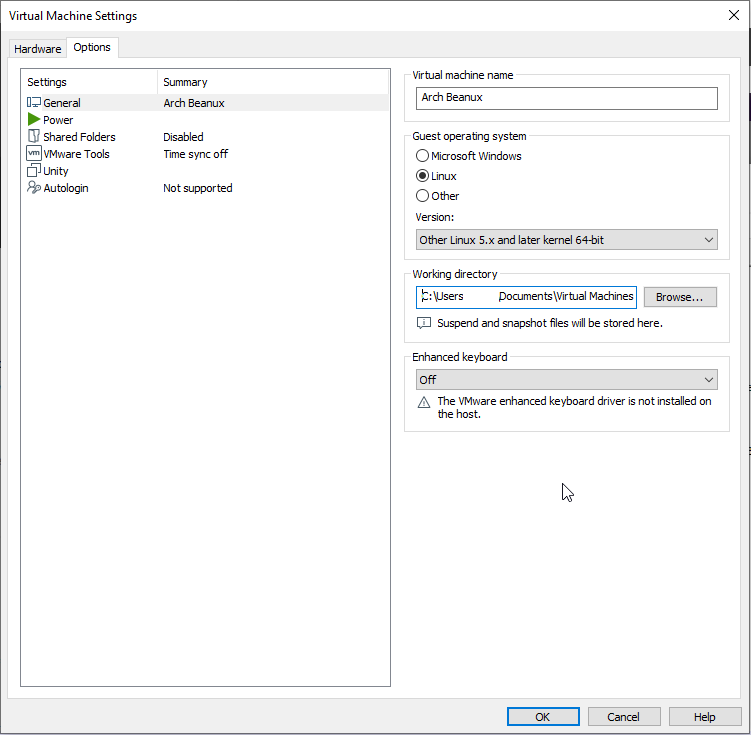 Virtual Machine Settings
Hardware Options
Settings Summary
General Arch Beanux
Power
Shared Folders Disabled
vm VMware Tools Time sync off
Unity
Autologin Not supported
Virtual machine name
Arch Beanux
Guest operating system
Microsoft Windows
Linux
Other
Version:
Other Linux 5.x and later kernel 64-bit
Working directory
C:\Users Documents\Virtual Machines Browse...
Suspend and snapshot files will be stored here.
Enhanced keyboard
Off
The VMware enhanced keyboard driver is not installed on
the host.
OK Cancel Help